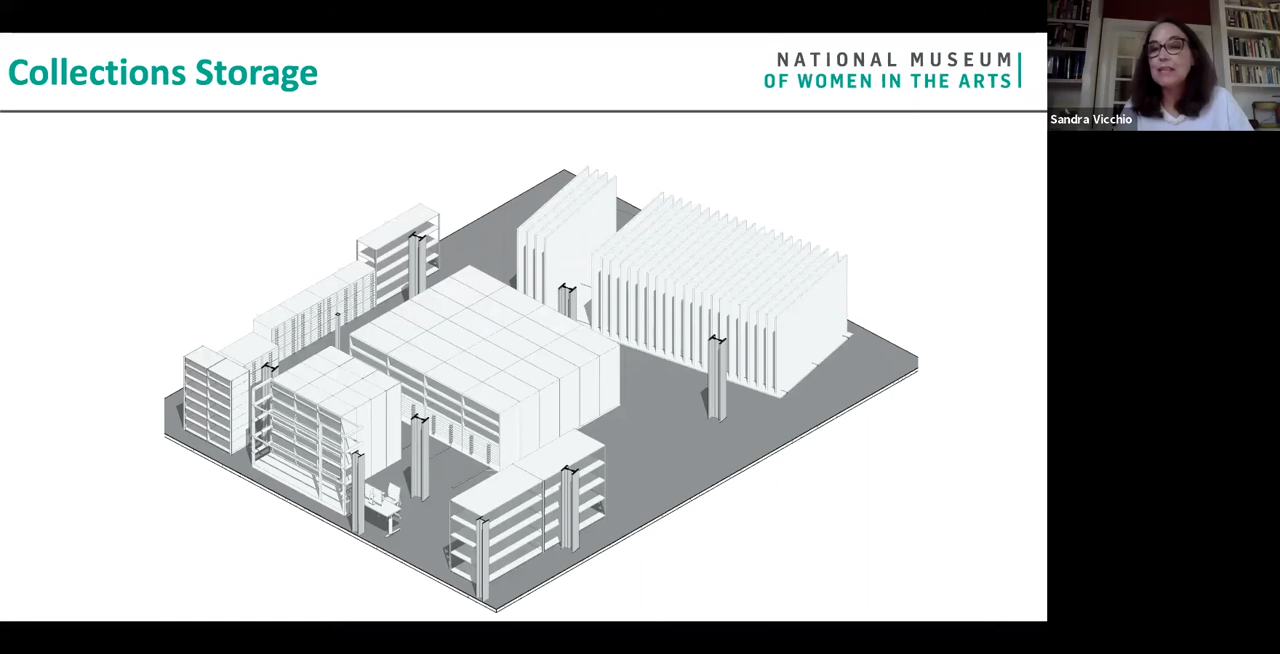 Collections Storage
NATIONAL MUSEUM
OF WOMEN IN THE ARTS
Sandra Vicchio